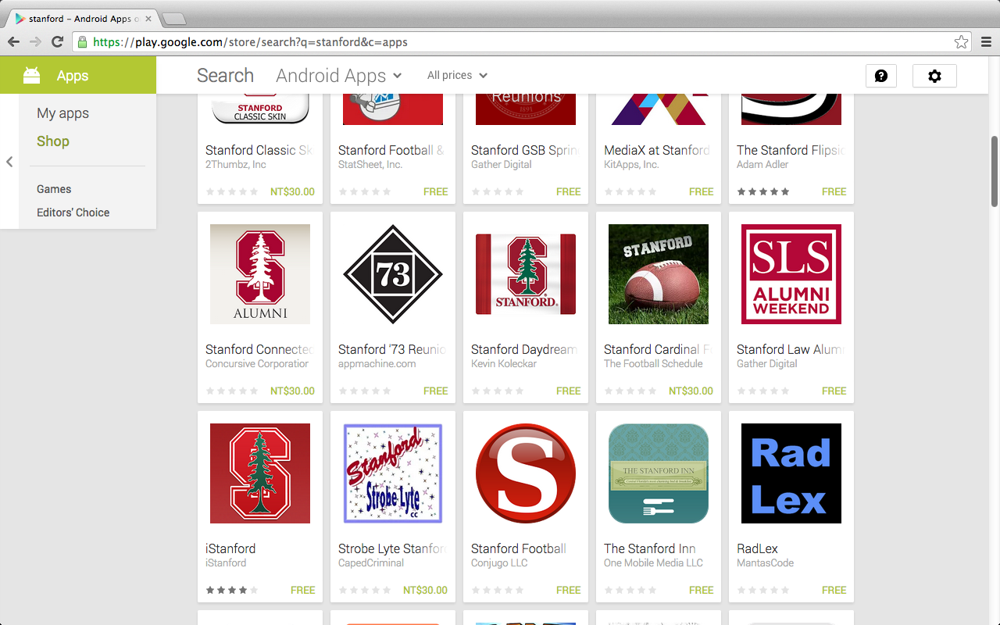 stanford – Android Apps o
https://play.google.com/store/search?q=stanford&c=apps
Apps
Search
Android Apps
All prices
My apps
Shop
Games
Editors' Choice
STANFORD
CLASSIC SKIN
Reunions
1891
Stanford Classic Sk
Stanford Football &
Stanford GSB Sprin
MediaX at Stanford
The Stanford Flipsi
2Thumbz, Inc
StatSheet, Inc.
Gather Digital
KitApps, Inc.
Adam Adler
NT$30.00
FREE
FREE
FREE
FREE
S
ALUMNI
73
S
STANFORD
STANFORD
SLS
ALUMNI
WEEKEND
Stanford Connected
Stanford '73 Reunio
Stanford Daydream
Stanford Cardinal F
Stanford Law Alum
Concursive Corporation
appmachine.com
Kevin Koleckar
The Football Schedule
Gather Digital
NT$30.00
FREE
FREE
NT$30.00
FREE
S
Stanford
Strobe Lyte
CC
S
THE STANFORD INN
Rad
Lex
iStanford
Strobe Lyte Stanfor
Stanford Football
The Stanford Inn
RadLex
iStanford
CapedCriminal
Conjugo LLC
One Mobile Media LLC
MantasCode
FREE
NT$30.00
FREE
FREE
FREE